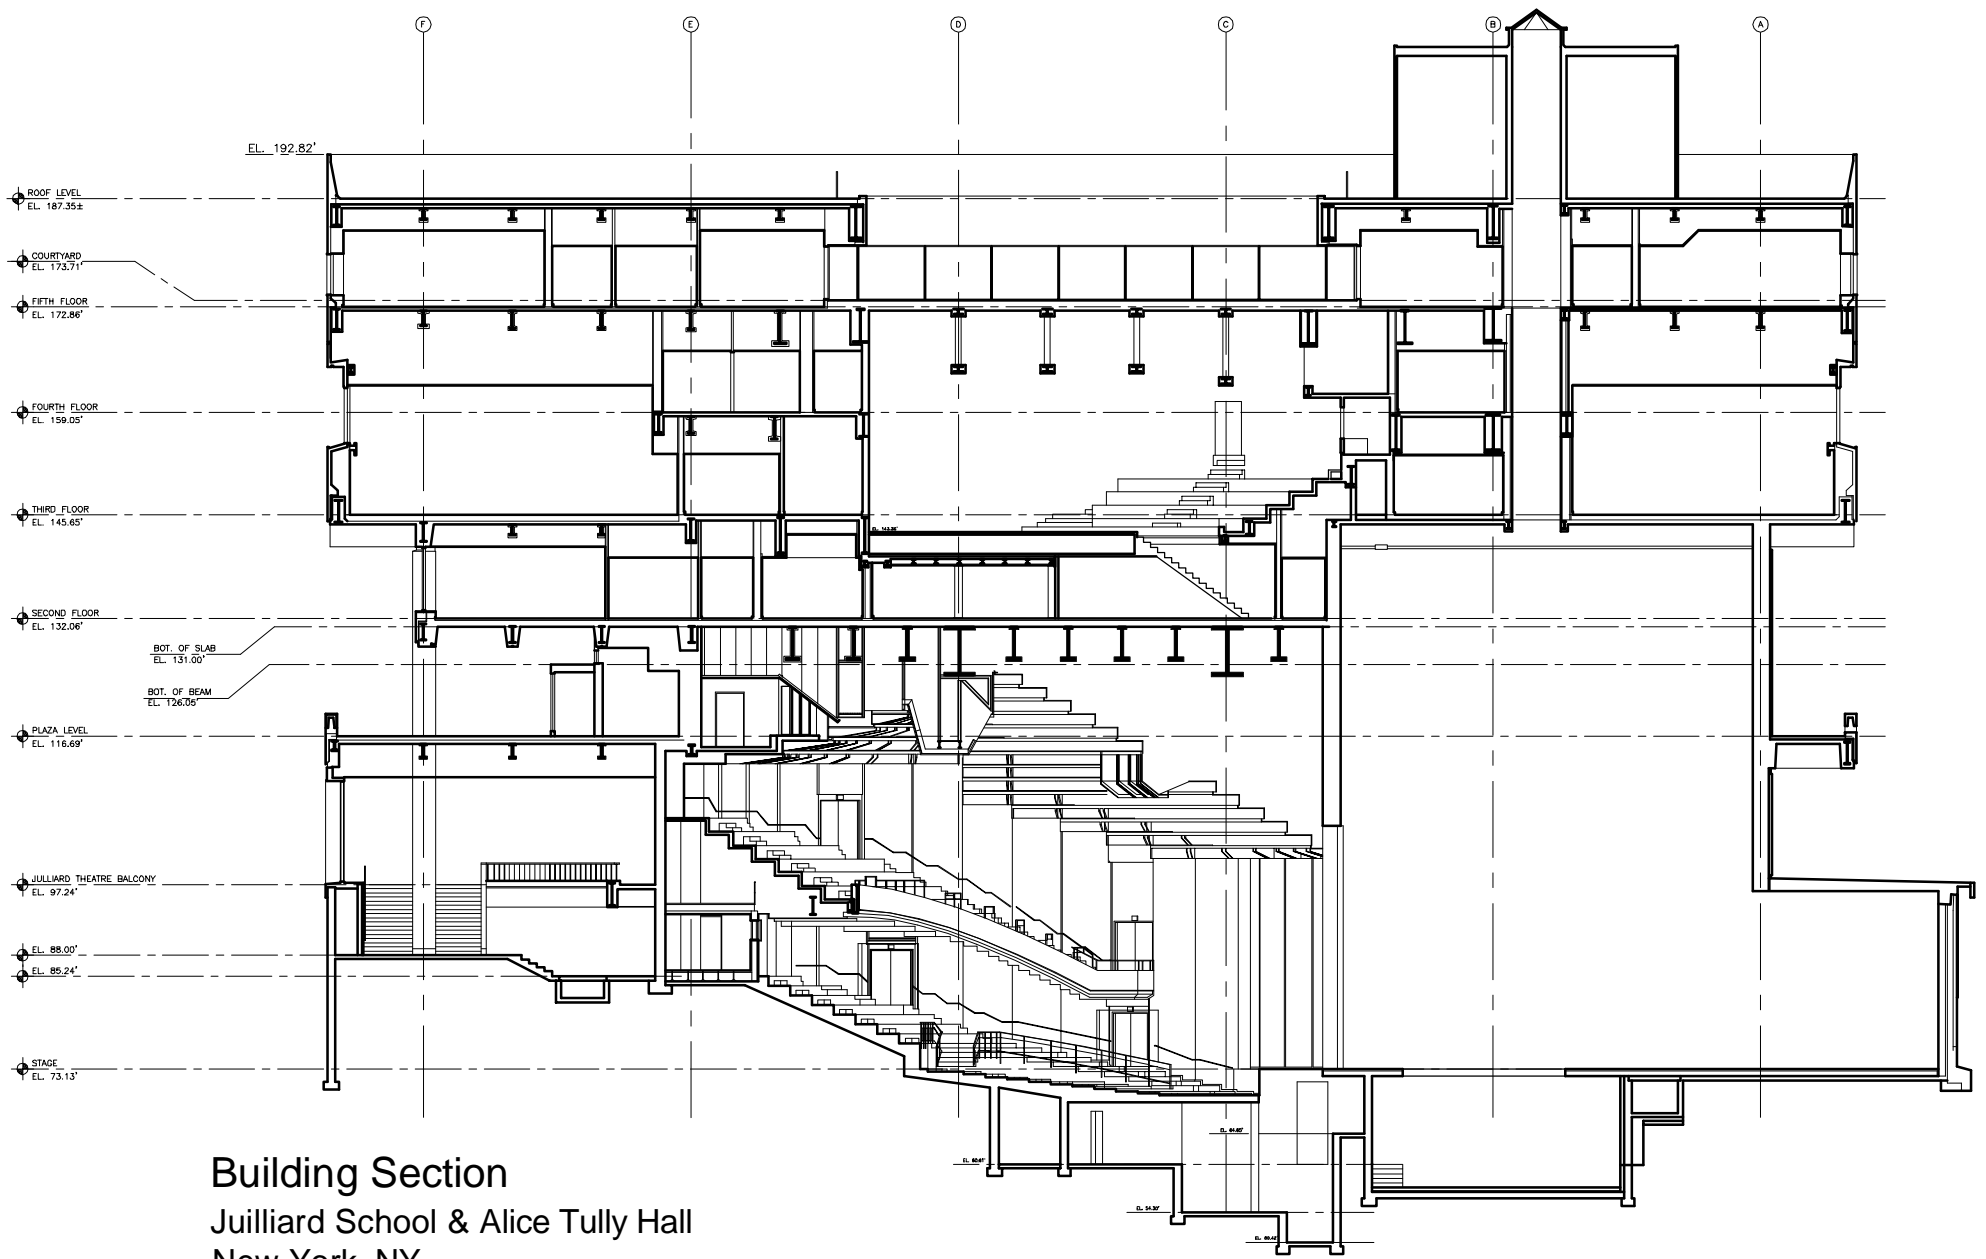 F E D C B A
EL. 192.82'
ROOF LEVEL
EL. 187.35±
COURTYARD
EL. 173.71'
FIFTH FLOOR
EL. 172.86'
FOURTH FLOOR
EL. 159.05'
THIRD FLOOR
EL. 145.65'
SECOND FLOOR
EL. 132.06'
BOT. OF SLAB
EL. 131.00'
BOT. OF BEAM
EL. 126.05'
PLAZA LEVEL
EL. 116.69'
JULLIARD THEATRE BALCONY
EL. 97.24'
EL. 88.00'
EL. 85.24'
STAGE
EL. 73.13'
Building Section
Juilliard School & Alice Tully Hall
New York, NY